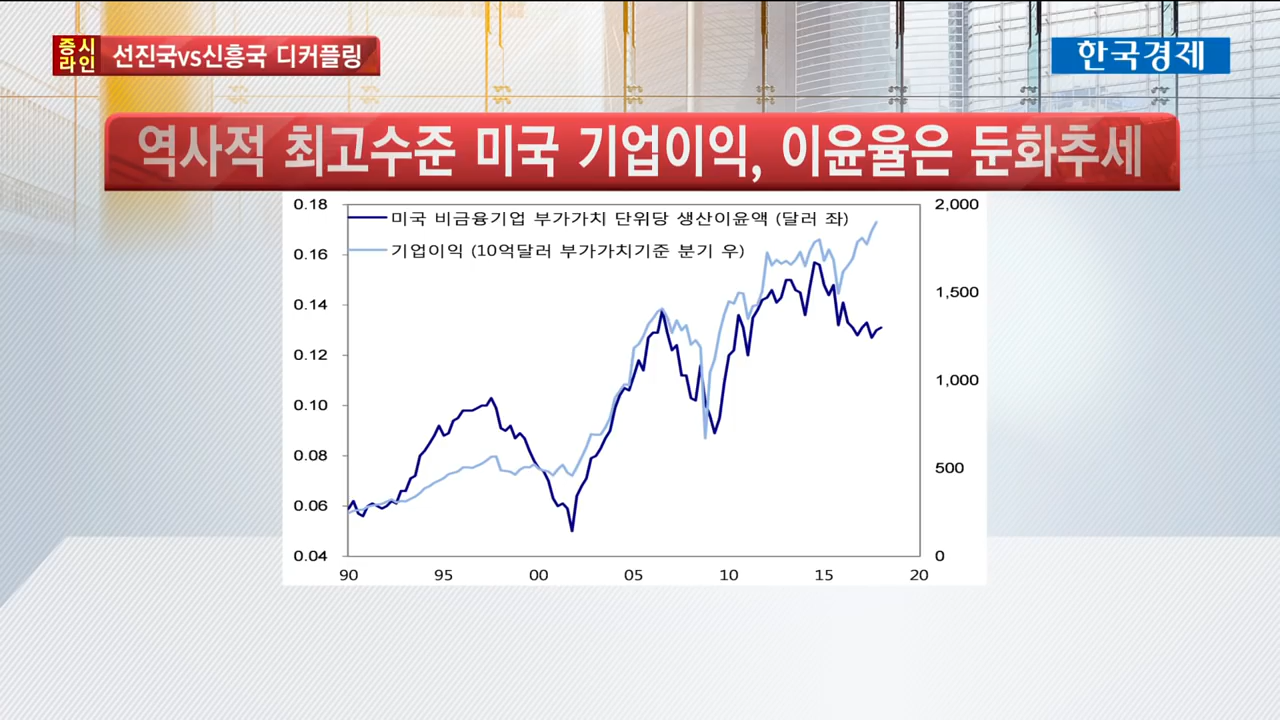 증시
라인
선진국vs신흥국 디커플링
한국경제
역사적 최고수준 미국 기업이익, 이윤율은 둔화추세
0.18
2,000
미국 비금융기업 부가가치 단위당 생산이윤액 (달러 좌)
기업이익 (10억달러 부가가치기준 분기 우)
0.16
0.14
1,500
0.12
1,000
0.10
0.08
500
0.06
0.04
0
90 95 00 05 10 15 20